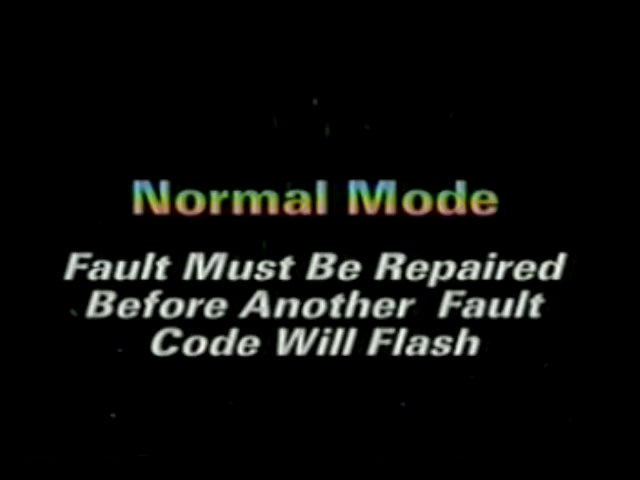 Normal Mode
Fault Must Be Repaired
Before Another Fault
Code Will Flash